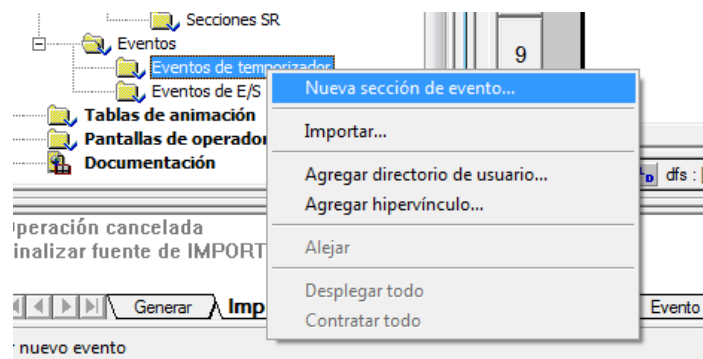 Secciones SR
Eventos
9
Eventos de temporizador
Nueva sección de evento...
Eventos de E/S
Tablas de animación
Importar...
Pantallas de operador
Documentación
Agregar directorio de usuario...
dfs :
Agregar hipervínculo...
peración cancelada
inalizar fuente de IMPORT
Alejar
Desplegar todo
Generar
Imp
Evento
Contratar todo
nuevo evento